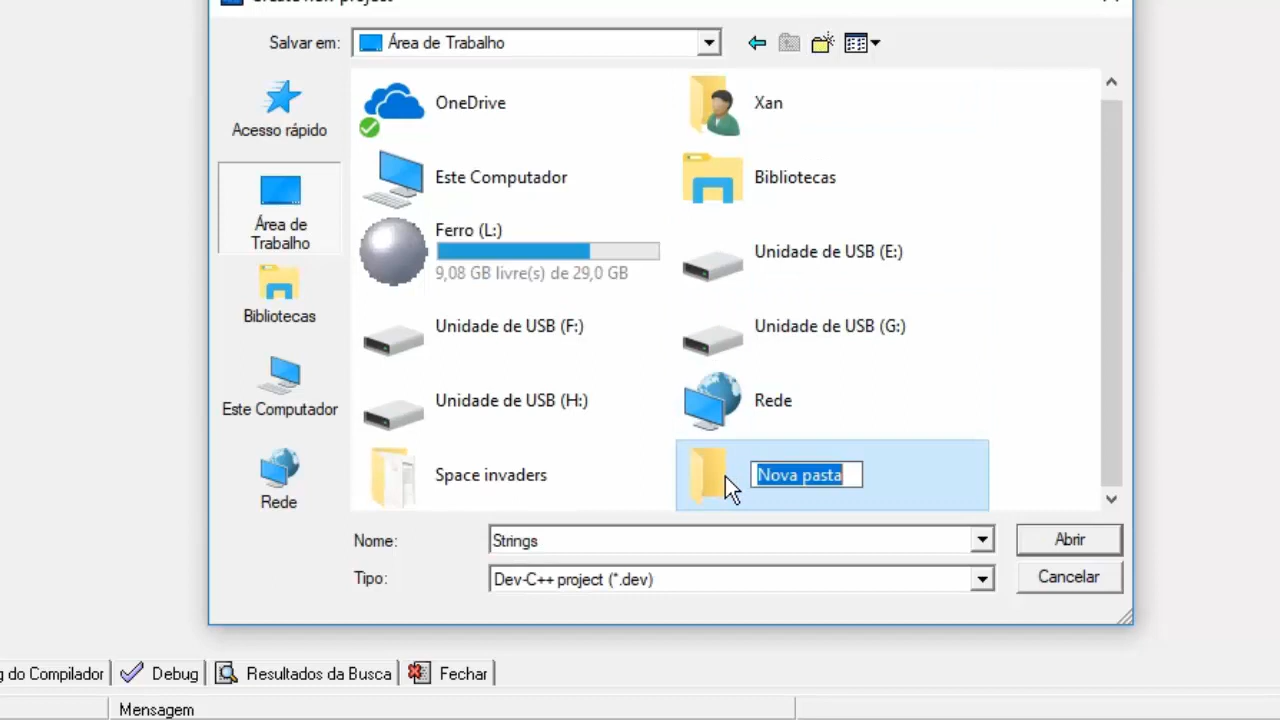 Create new project
Salvar em:
Área de Trabalho
Acesso rápido
Área de
Trabalho
Bibliotecas
Este Computador
Rede
OneDrive
Xan
Este Computador
Bibliotecas
Ferro (L:)
9,08 GB livre(s) de 29,0 GB
Unidade de USB (E:)
Unidade de USB (F:)
Unidade de USB (G:)
Unidade de USB (H:)
Rede
Space invaders
Nova pasta
Nome:
Strings
Abrir
Tipo:
Dev-C++ project (*.dev)
Cancelar
do Compilador
Debug
Resultados da Busca
Fechar
Mensagem